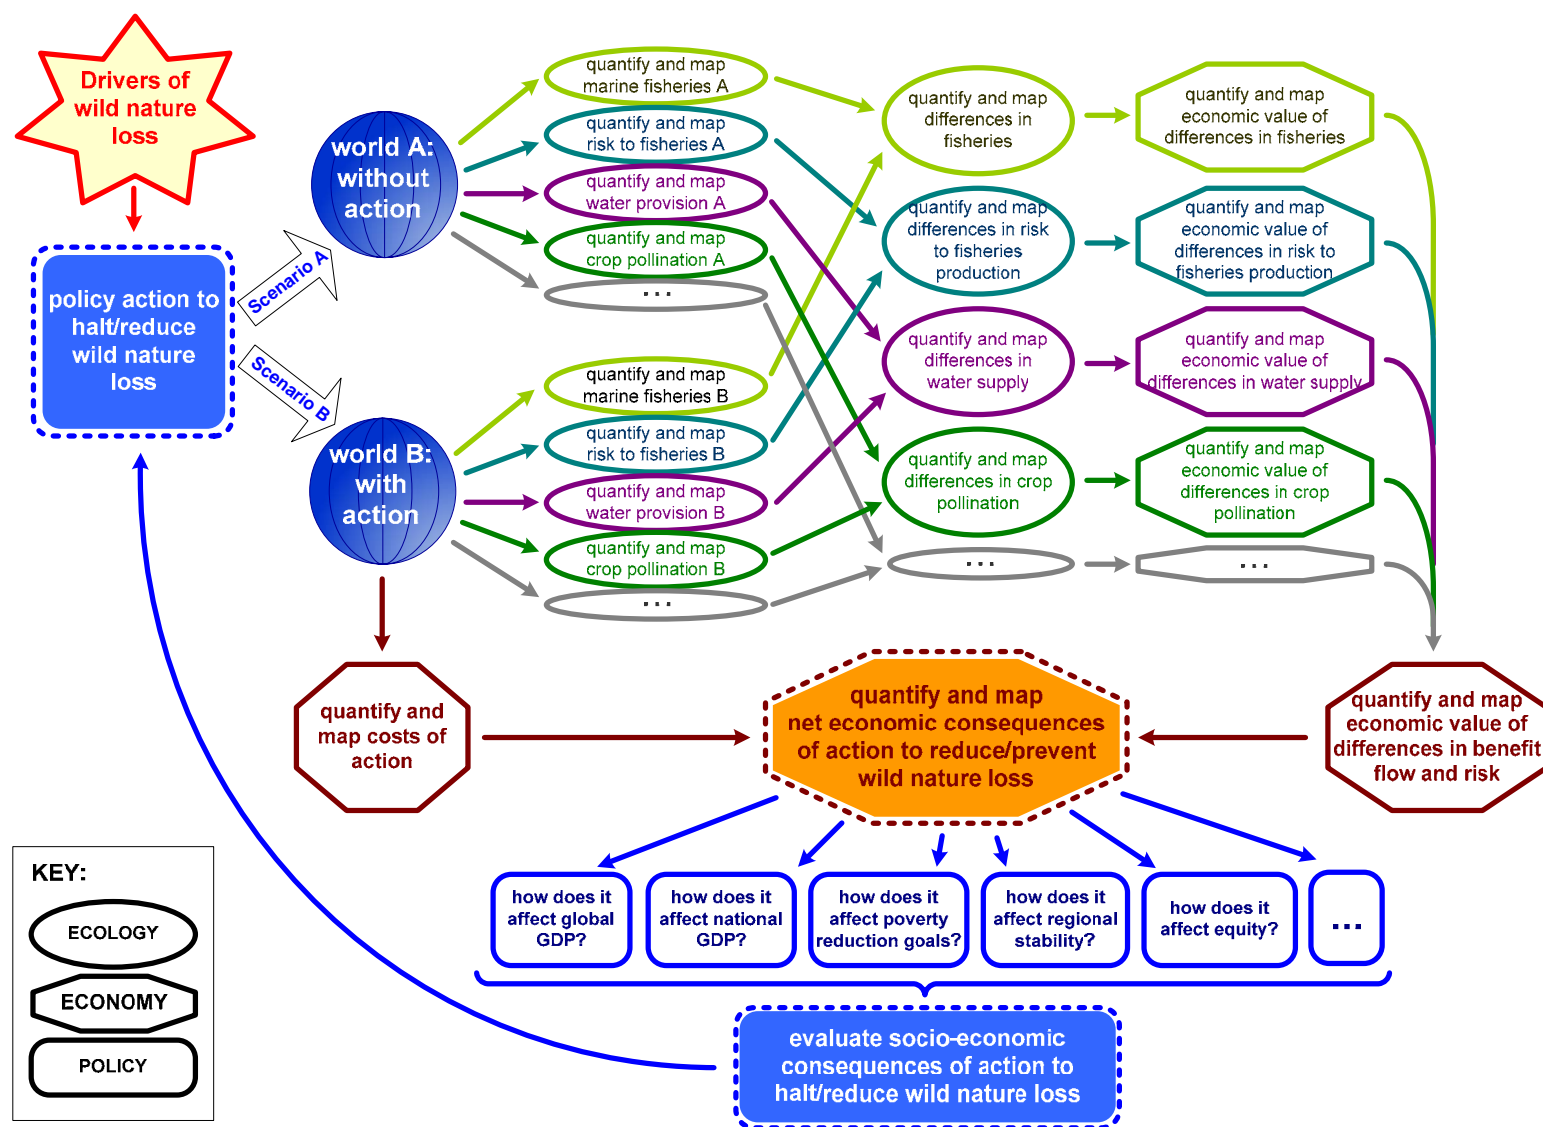 Drivers of
wild nature
loss
policy action to
halt/reduce
wild nature
loss
Scenario A
Scenario B
world A:
without
action
world B:
with
action
quantify and map
marine fisheries A
quantify and map
risk to fisheries A
quantify and map
water provision A
quantify and map
crop pollination A
...
quantify and map
marine fisheries B
quantify and map
risk to fisheries B
quantify and map
water provision B
quantify and map
crop pollination B
...
quantify and map
differences in
fisheries
quantify and map
differences in risk
to fisheries
production
quantify and map
differences in
water supply
quantify and map
differences in crop
pollination
...
quantify and map
economic value of
differences in fisheries
quantify and map
economic value of
differences in risk to
fisheries production
quantify and map
economic value of
differences in water supply
quantify and map
economic value of
differences in crop
pollination
...
quantify and
map costs of
action
quantify and map
net economic consequences
of action to reduce/prevent
wild nature loss
quantify and map
economic value of
differences in benefit
flow and risk
how does it
affect global
GDP?
how does it
affect national
GDP?
how does it
affect poverty
reduction goals?
how does it
affect regional
stability?
how does it
affect equity?
...
evaluate socio-economic
consequences of action to
halt/reduce wild nature loss
KEY:
ECOLOGY
ECONOMY
POLICY